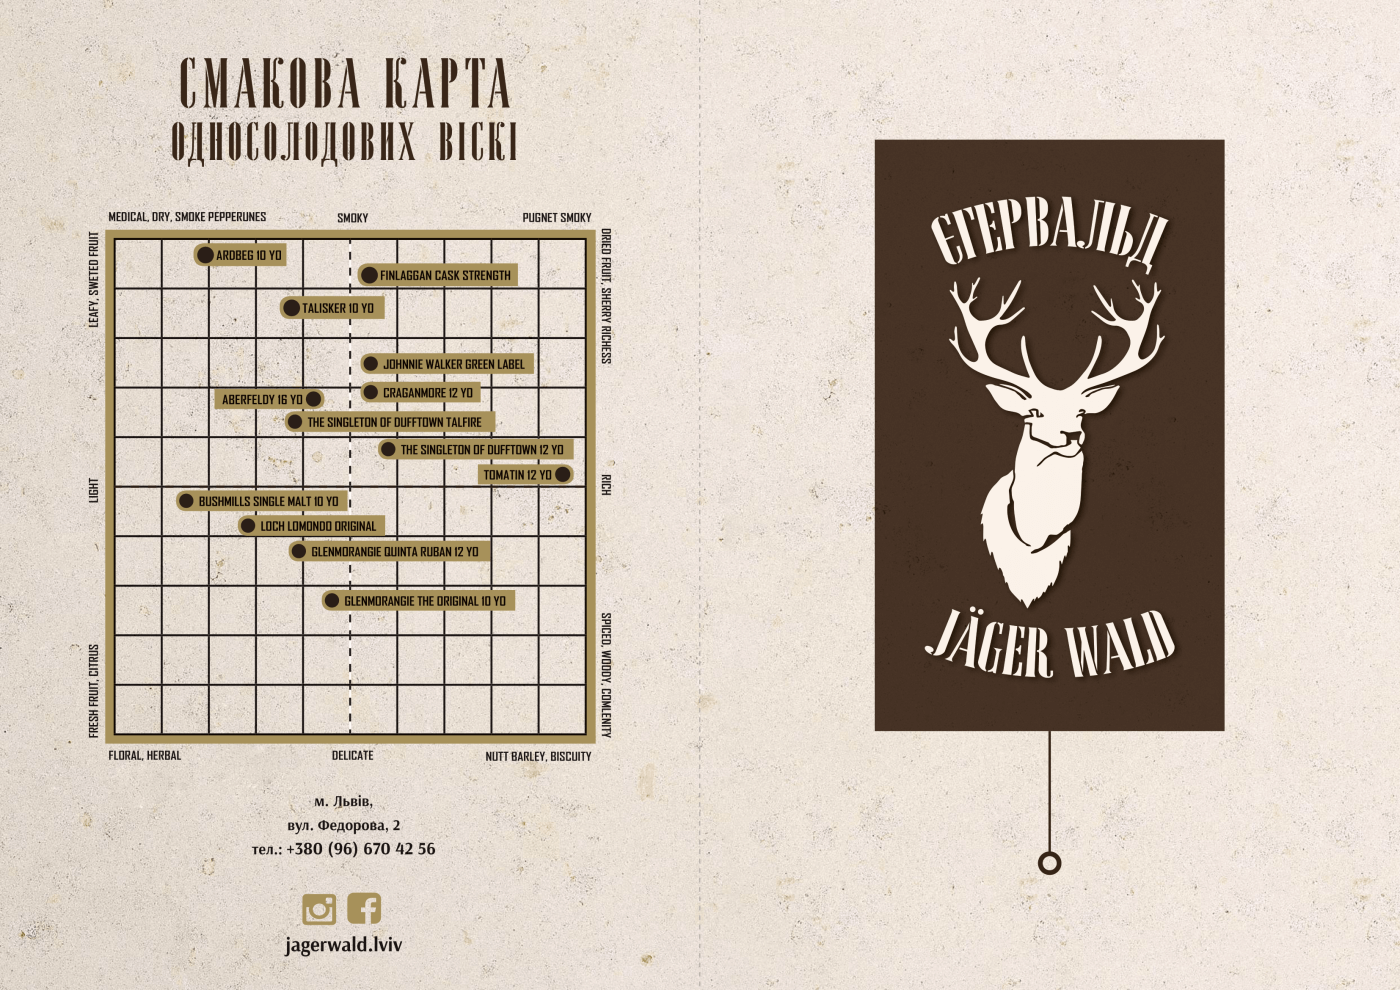 СМАКОВА КАРТА
ОДНОСОЛОДОВИХ ВІСКІ
MEDICAL, DRY, SMOKE PEPPERUNES
SMOKY
PUGNET SMOKY
LEAFY, SWETED FRUIT
DRIED FRUIT, SHERRY RICHESS
ARDBEG 10 YO
FINLAGGAN CASK STRENGTH
TALISKER 10 YO
JOHNNIE WALKER GREEN LABEL
CRAGANMORE 12 YO
ABERFELDY 16 YO
THE SINGLETON OF DUFFTOWN TALFIRE
THE SINGLETON OF DUFFTOWN 12 YO
TOMATIN 12 YO
LIGHT
RICH
BUSHMILLS SINGLE MALT 10 YO
LOCH LOMONDO ORIGINAL
GLENMORANGIE QUINTA RUBAN 12 YO
GLENMORANGIE THE ORIGINAL 10 YO
FRESH FRUIT, CITRUS
SPICED, WOODY, COMLENITY
FLORAL, HERBAL
DELICATE
NUTT BARLEY, BISCUITY
м. Львів,
вул. Федорова, 2
тел.: +380 (96) 670 42 56
jagerwald.lviv
ЄГЕРВАЛЬД
JÄGER WALD